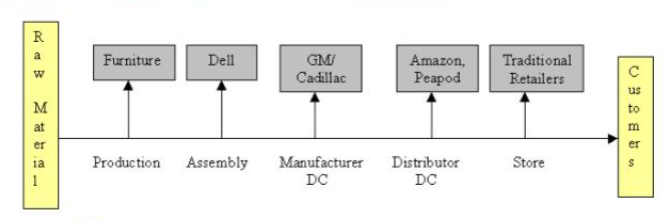 Raw Material
Furniture
Dell
GM/
Cadillac
Amazon,
Peapod
Traditional
Retailers
Customers
Production
Assembly
Manufacturer
DC
Distributor
DC
Store